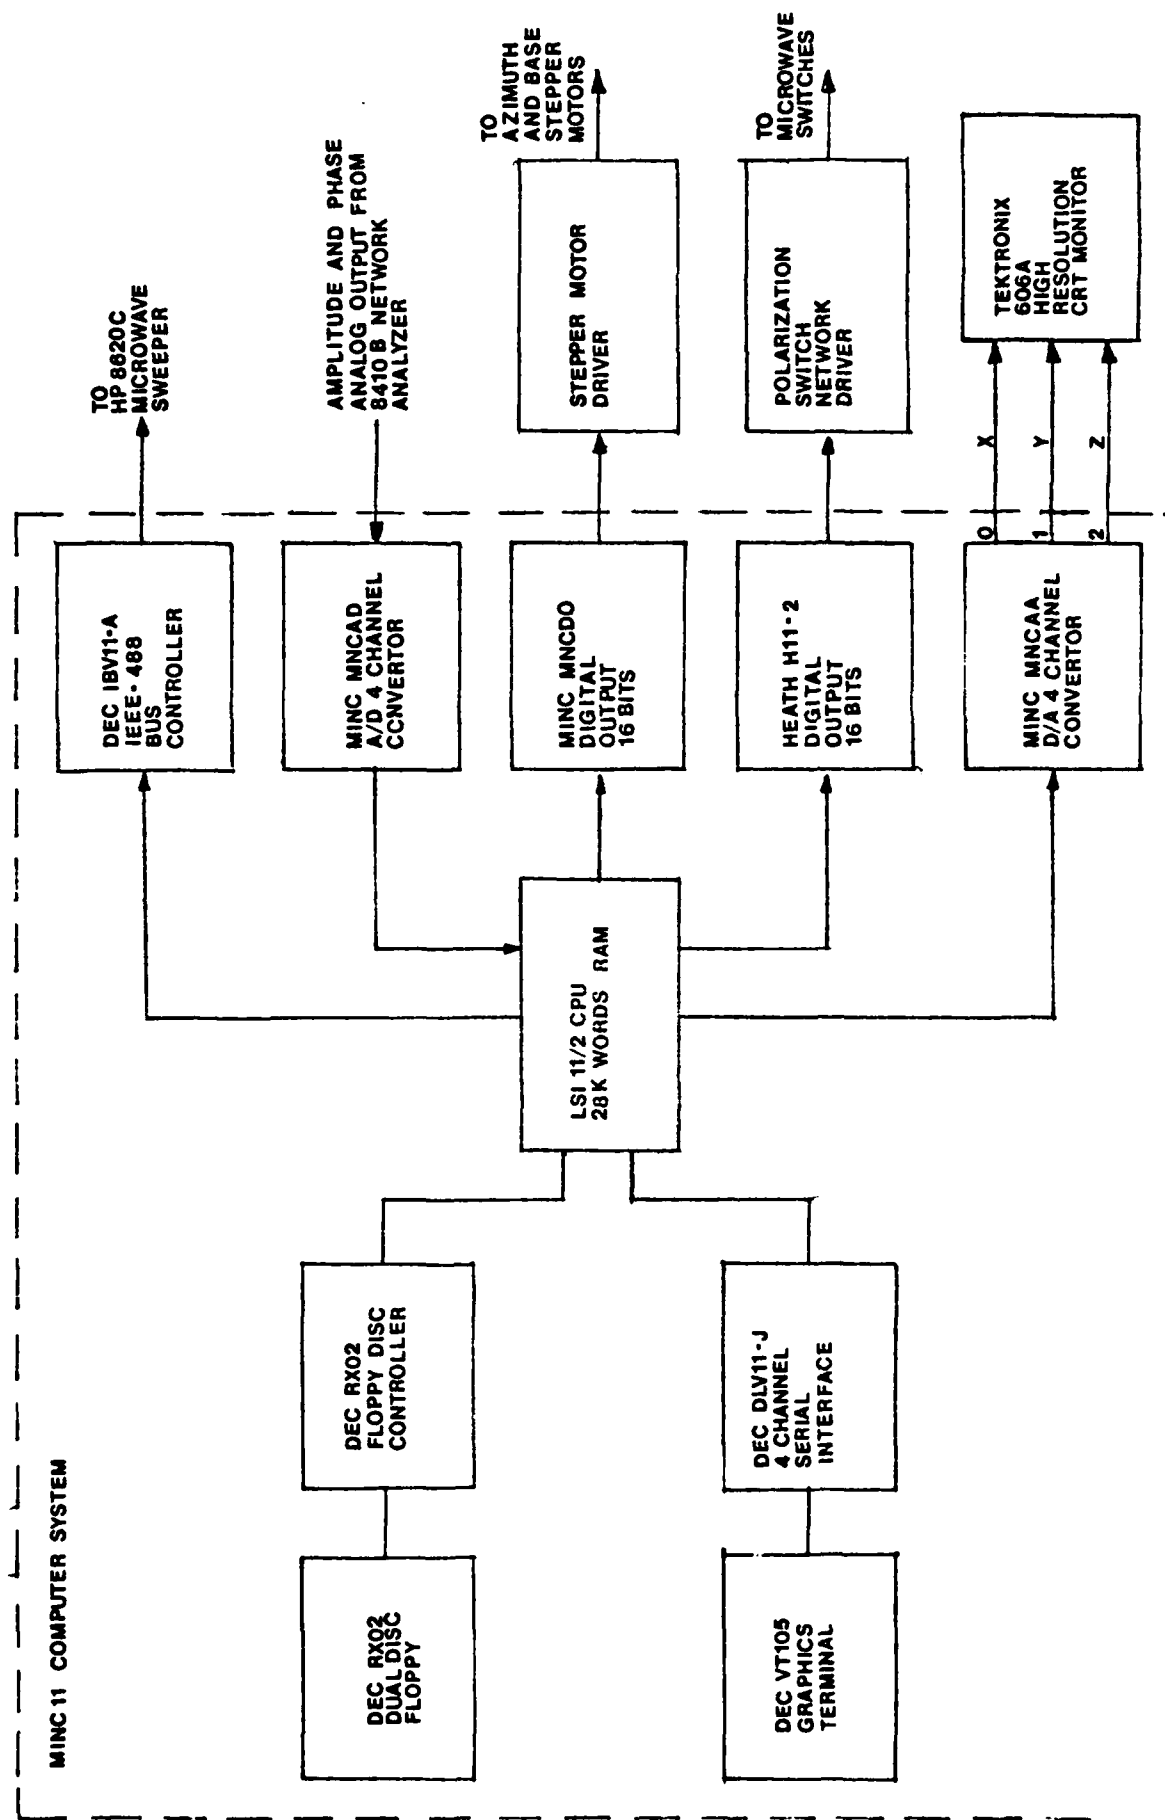 MINC 11 COMPUTER SYSTEM
DEC RX02
DUAL DISC
FLOPPY
DEC RX02
FLOPPY DISC
CONTROLLER
DEC VT105
GRAPHICS
TERMINAL
DEC DLV11-J
4 CHANNEL
SERIAL
INTERFACE
LSI 11/2 CPU
28K WORDS RAM
DEC IBV11-A
IEEE-488
BUS
CONTROLLER
TO
HP 8620C
MICROWAVE
SWEEPER
MINC MNCAD
A/D 4 CHANNEL
CCNVERTOR
AMPLITUDE AND PHASE
ANALOG OUTPUT FROM
8410 B NETWORK
ANALYZER
MINC MNCDO
DIGITAL
OUTPUT
16 BITS
STEPPER MOTOR
DRIVER
TO
AZIMUTH
AND BASE
STEPPER
MOTORS
HEATH H11-2
DIGITAL
OUTPUT
16 BITS
POLARIZATION
SWITCH
NETWORK
DRIVER
TO
MICROWAVE
SWITCHES
MINC MNCAA
D/A 4 CHANNEL
CONVERTOR
0 X
1 Y
2 Z
TEKTRONIX
606A
HIGH
RESOLUTION
CRT MONITOR